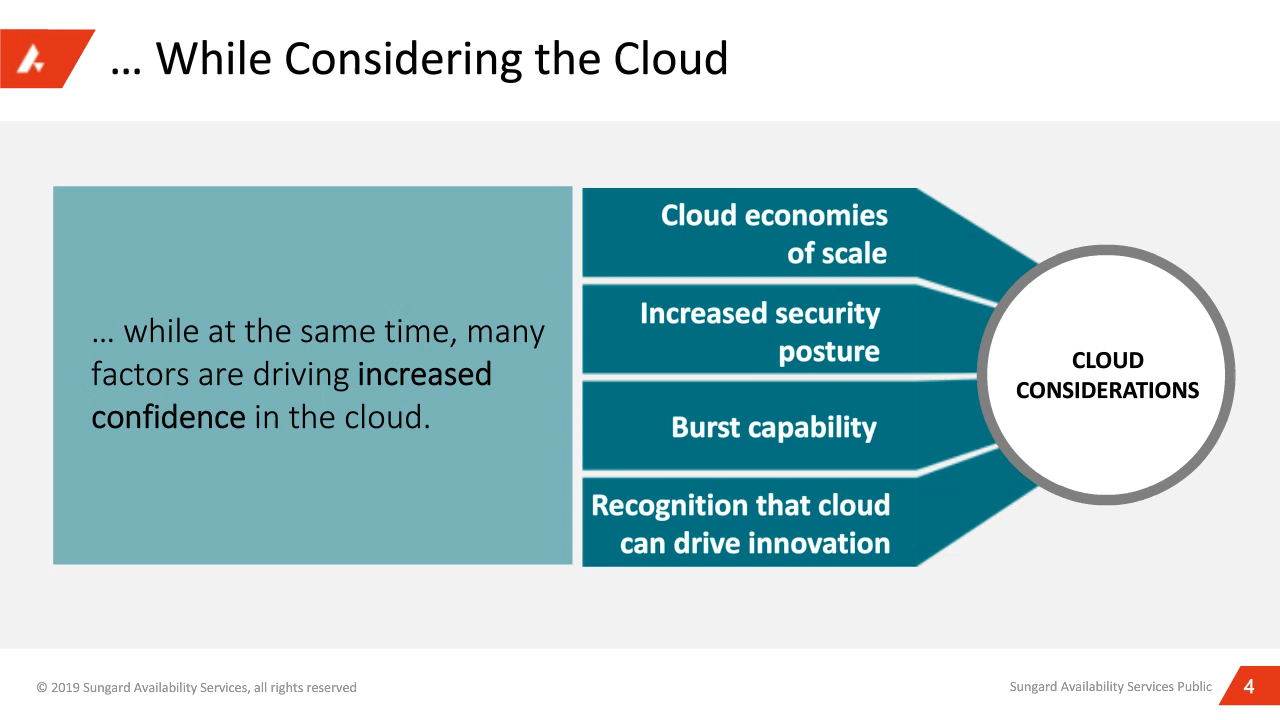 ... While Considering the Cloud
... while at the same time, many
factors are driving increased
confidence in the cloud.
Cloud economies
of scale
Increased security
posture
Burst capability
Recognition that cloud
can drive innovation
CLOUD
CONSIDERATIONS
© 2019 Sungard Availability Services, all rights reserved
Sungard Availability Services Public
4